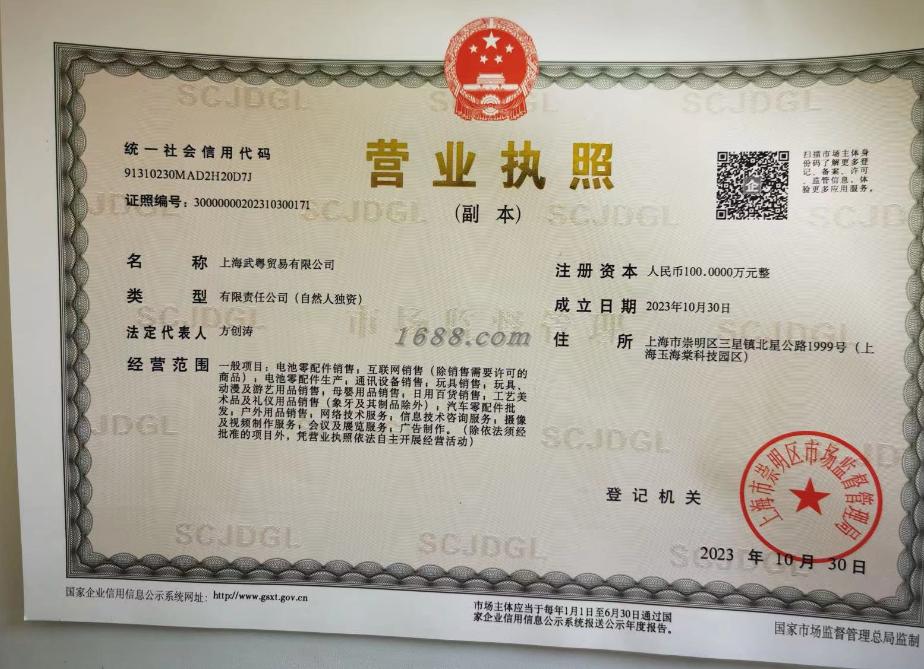 统一社会信用代码
91310230MAD2H20D7J
证照编号：30000000202310300171
营业执照
（副 本）
扫描市场主体身
份码了解更多登
记、备案、许可
、监管信息，体
验更多应用服务。
名 称 上海武粤贸易有限公司
类 型 有限责任公司（自然人独资）
法定代表人 方创涛
经营范围 一般项目：电池零配件销售；互联网销售（除销售需要许可的
商品）；电池零配件生产；通讯设备销售；玩具销售；玩具、
动漫及游艺用品销售；母婴用品销售；日用百货销售；工艺美
术品及礼仪用品销售（象牙及其制品除外）；汽车零配件批
发；户外用品销售；网络技术服务；信息技术咨询服务；摄像
及视频制作服务；会议及展览服务；广告制作。（除依法须经
批准的项目外，凭营业执照依法自主开展经营活动）
注册资本 人民币100.0000万元整
成立日期 2023年10月30日
住 所 上海市崇明区三星镇北星公路1999号（上
海玉海棠科技园区）
1688.com
市场监督管理
SCJDGL
登记机关
上海市崇明区市场监督管理局
2023 年 10 月 30 日
国家企业信用信息公示系统网址：http://www.gsxt.gov.cn
市场主体应当于每年1月1日至6月30日通过国
家企业信用信息公示系统报送公示年度报告。
国家市场监督管理总局监制